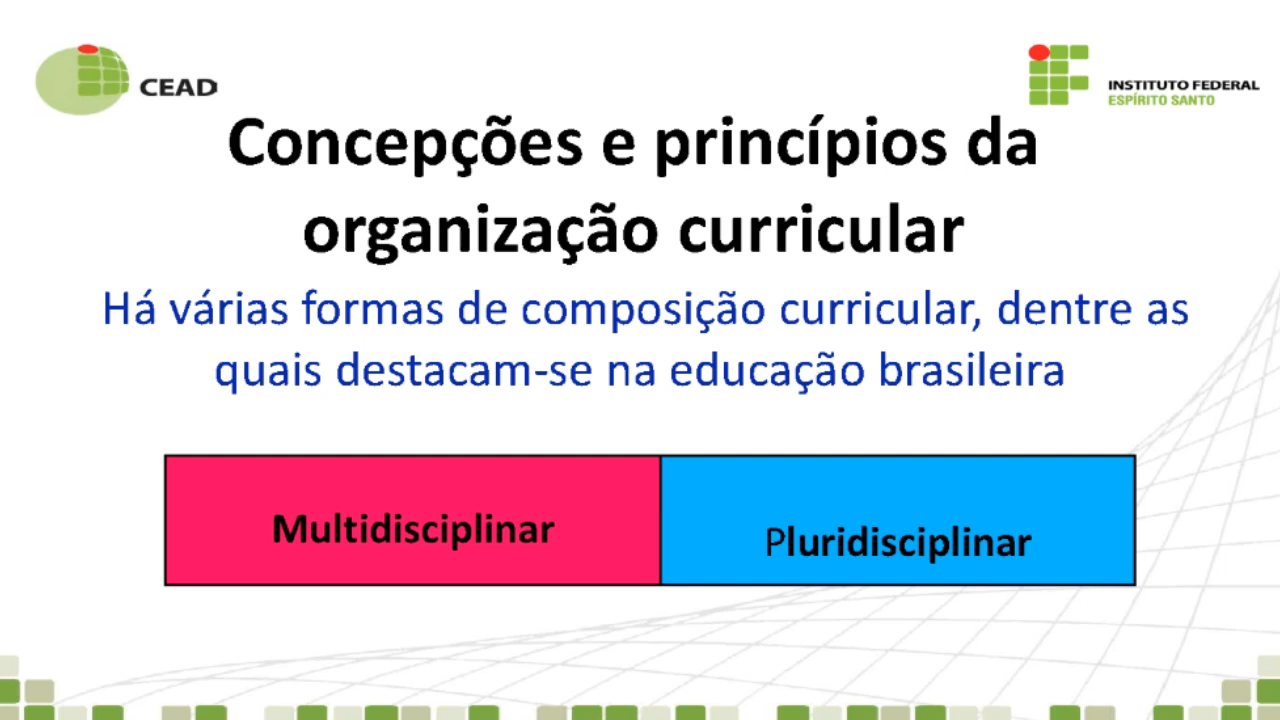 CEAD
INSTITUTO FEDERAL
ESPÍRITO SANTO
Concepções e princípios da
organização curricular
Há várias formas de composição curricular, dentre as
quais destacam-se na educação brasileira
Multidisciplinar
Pluridisciplinar